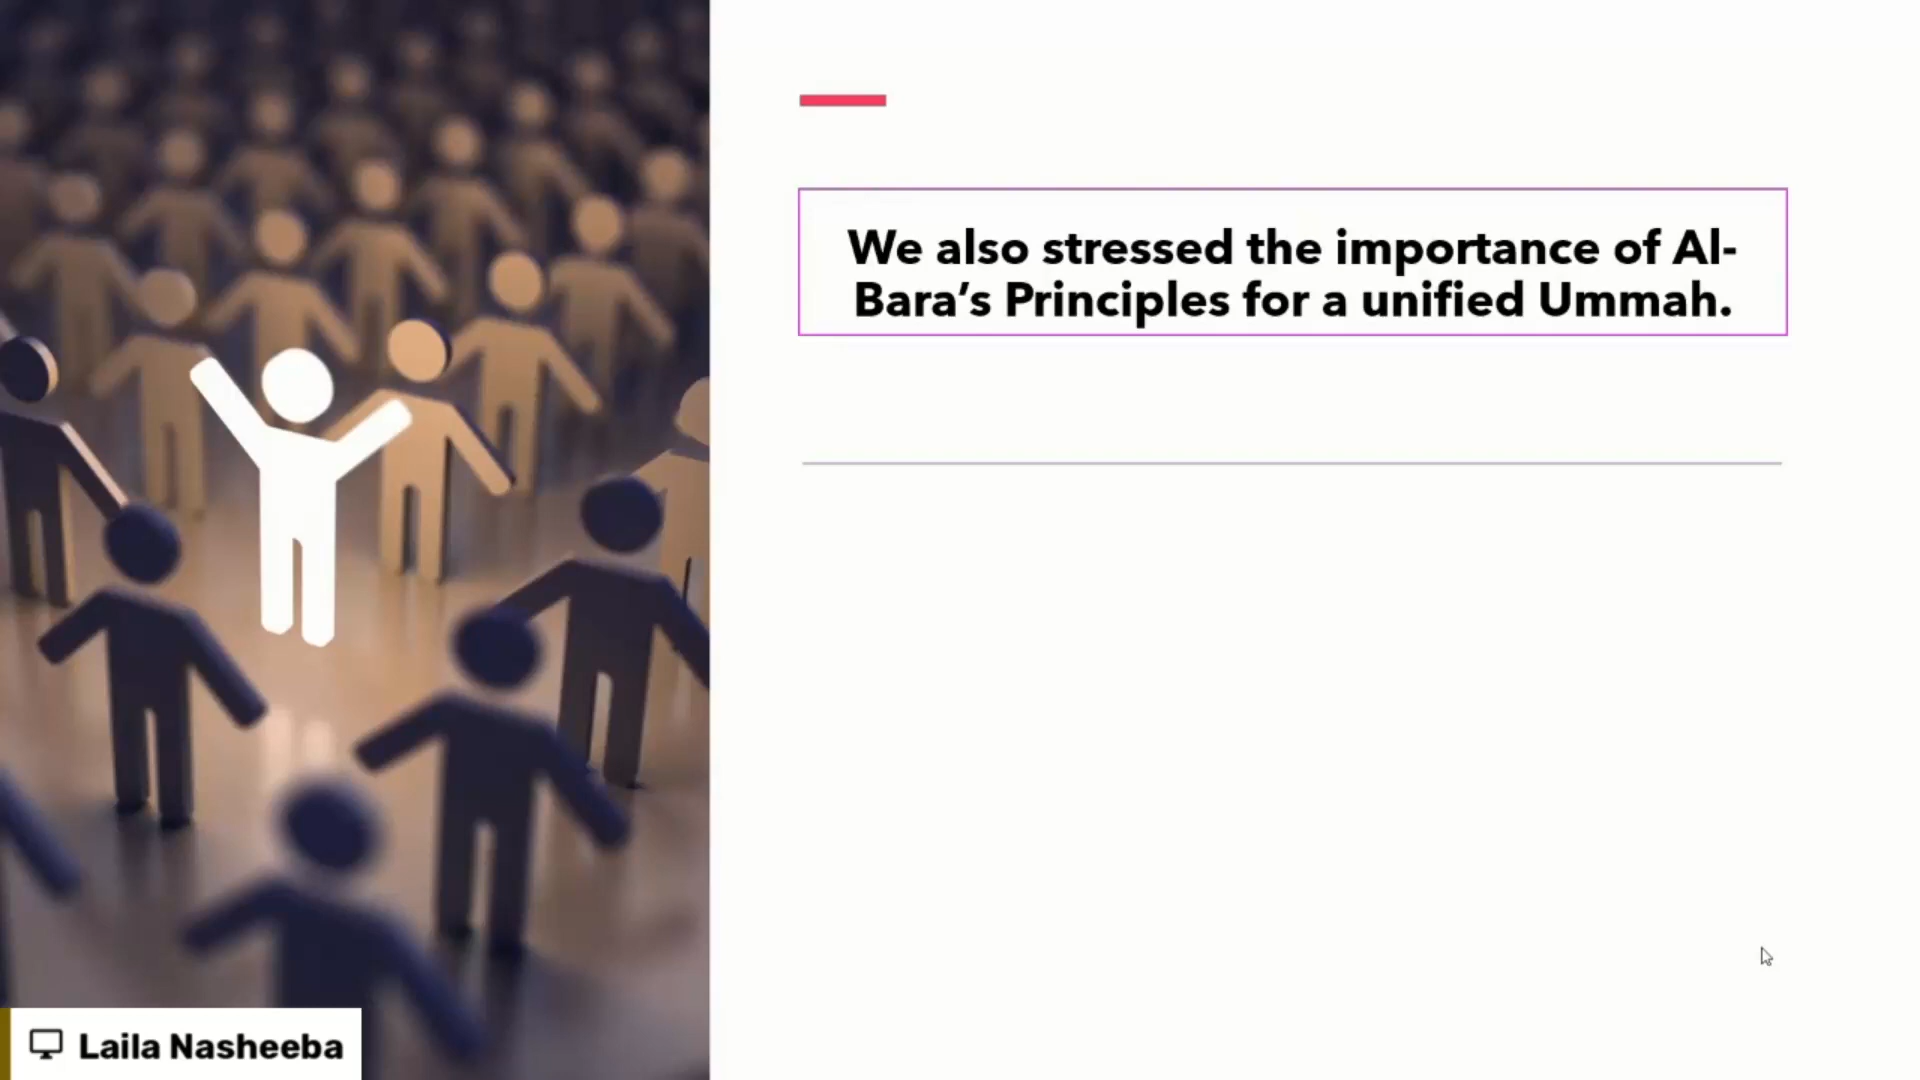 We also stressed the importance of Al-
Bara’s Principles for a unified Ummah.
Laila Nasheeba